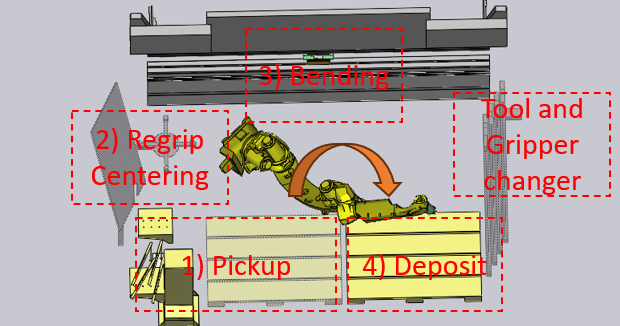 3) Bending
2) Regrip
Centering
Tool and
Gripper
changer
1) Pickup
4) Deposit